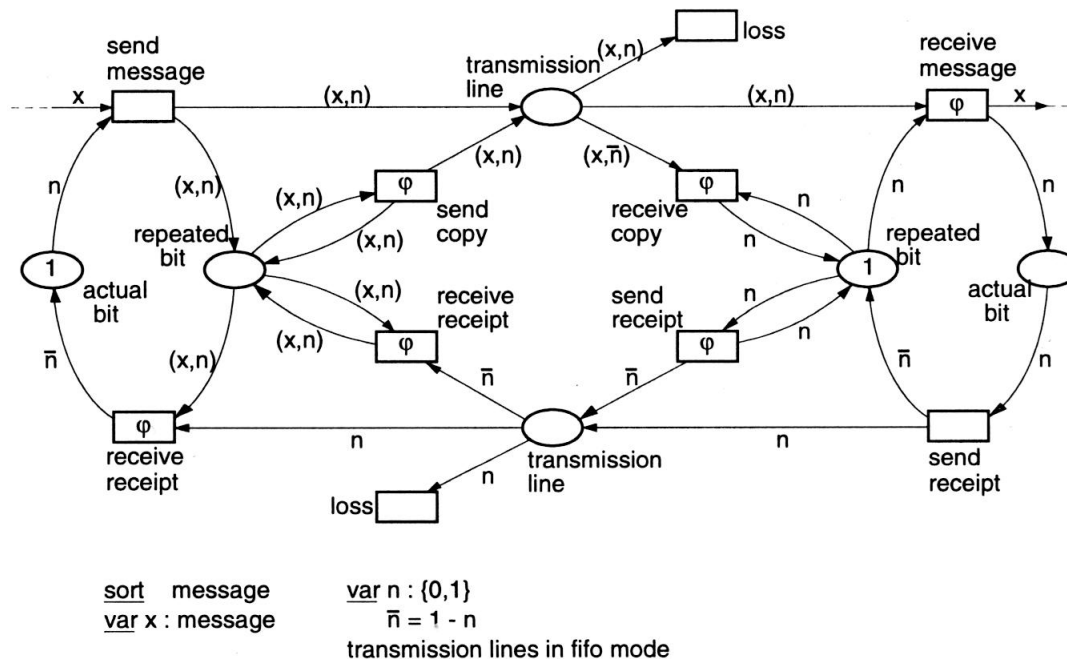 send
message
x
(x,n)
transmission
line
(x,n)
loss
(x,n)
receive
message
φ
x
n
(x,n)
(x,n)
φ
send
copy
(x,n)
(x,n)
(x,n̅)
φ
receive
copy
n
n
n
n
repeated
bit
1
actual
bit
(x,n)
(x,n)
receive
receipt
φ
send
receipt
φ
n
n
1
repeated
bit
actual
bit
n̅
(x,n)
n̅
n̅
n̅
n
φ
receive
receipt
n
transmission
line
n
send
receipt
loss
n
sort message
var x : message
var n : {0,1}
n̅ = 1 - n
transmission lines in fifo mode